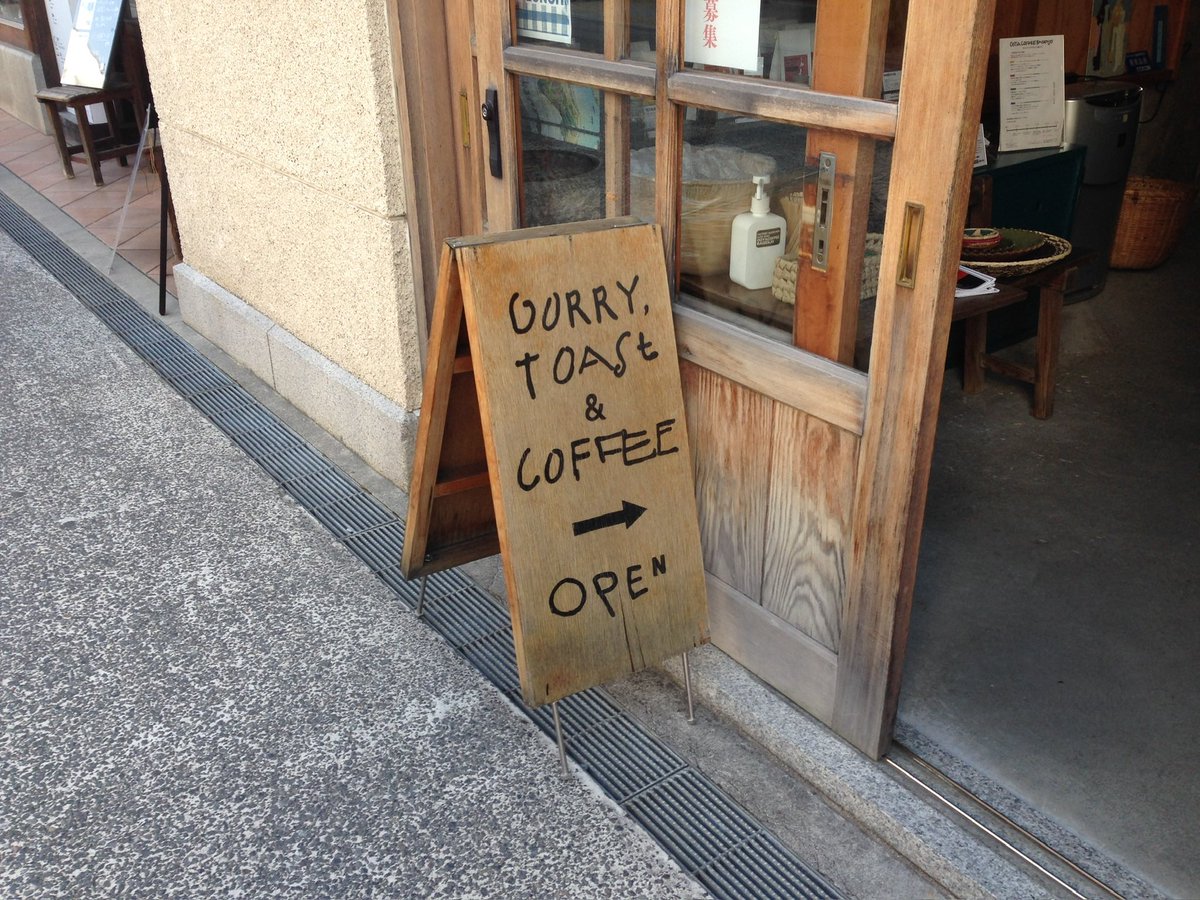 募集
CURRY,
TOASt
&
COFFEE
→
OPEN